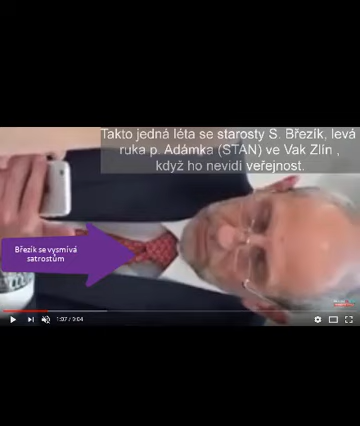 Takto jedná léta se starosty S. Březík, levá
ruka p. Adámka (STAN) ve Vak Zlín ,
když ho nevidí veřejnost.
Březík se vysmívá
satrostům
1:07 / 3:04